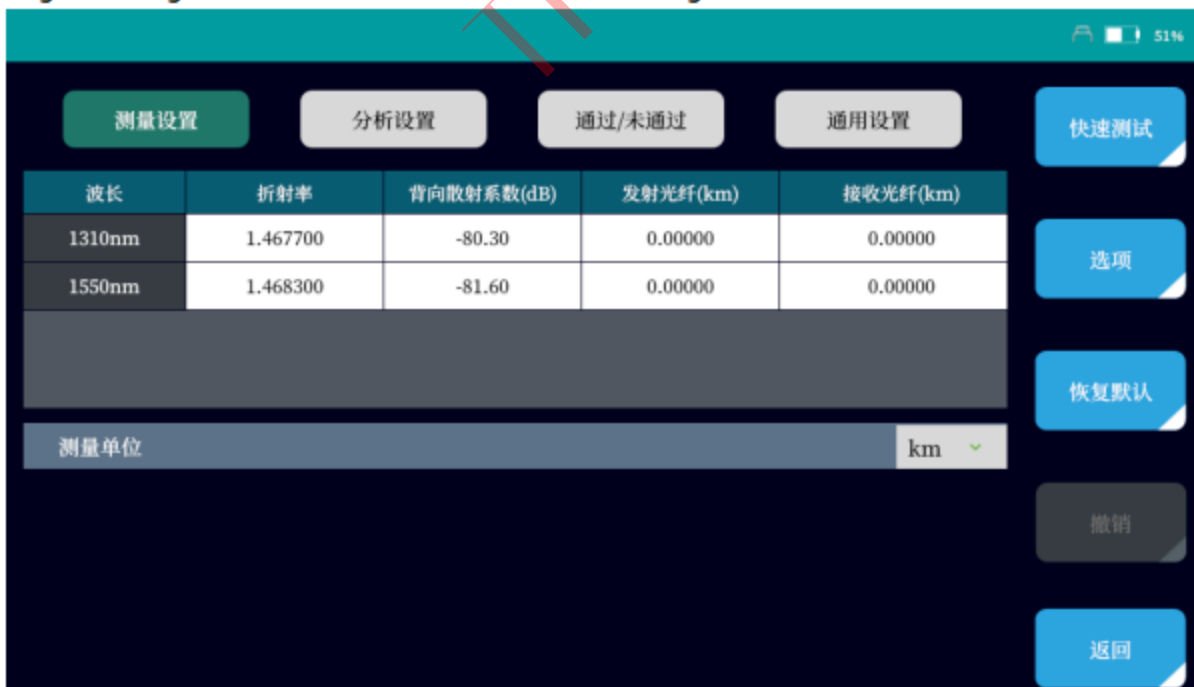 51%
测量设置 分析设置 通过/未通过 通用设置 快速测试
波长 折射率 背向散射系数(dB) 发射光纤(km) 接收光纤(km)
1310nm 1.467700 -80.30 0.00000 0.00000
1550nm 1.468300 -81.60 0.00000 0.00000
选项
恢复默认
测量单位 km
撤销
返回